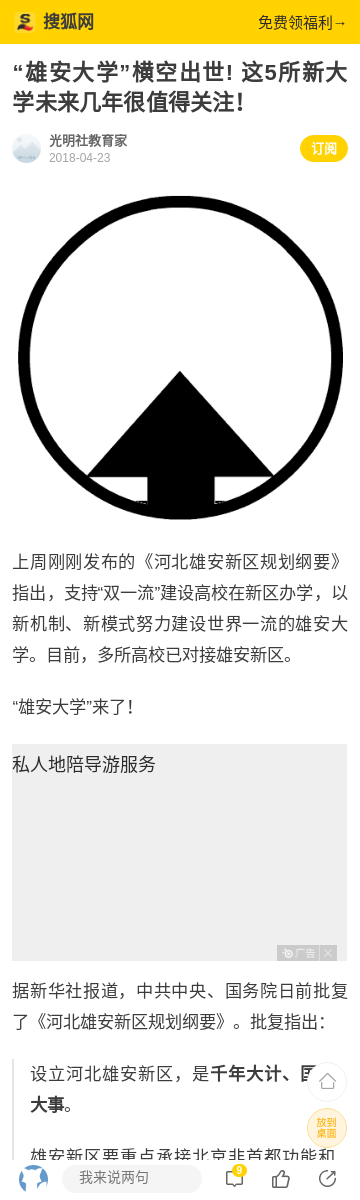 搜狐网
免费领福利→
“雄安大学”横空出世! 这5所新大
学未来几年很值得关注！
光明社教育家
2018-04-23
订阅
上周刚刚发布的《河北雄安新区规划纲要》
指出，支持“双一流”建设高校在新区办学，以
新机制、新模式努力建设世界一流的雄安大
学。目前，多所高校已对接雄安新区。
“雄安大学”来了！
私人地陪导游服务
广告
据新华社报道，中共中央、国务院日前批复
了《河北雄安新区规划纲要》。批复指出：
设立河北雄安新区，是千年大计、国
大事。
放到
桌面
雄安新区要重点承接北京非首都功能和
我来说两句
9